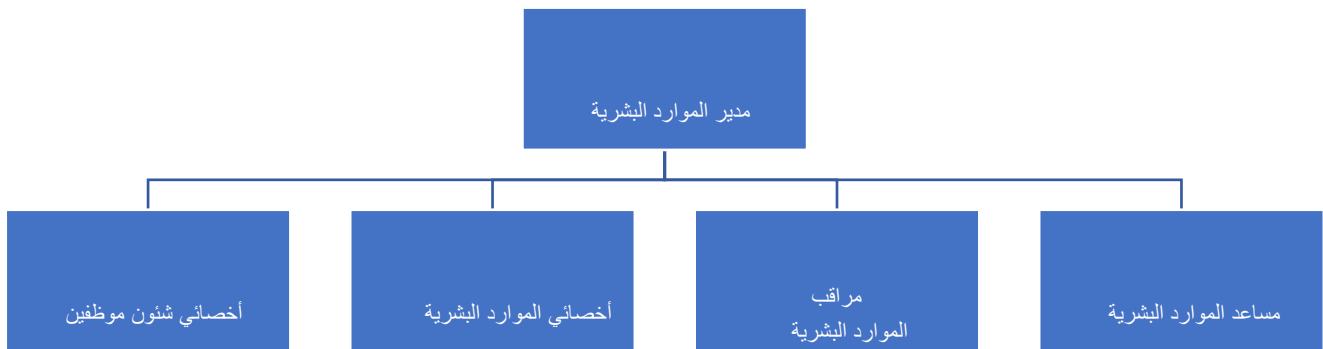 مدير الموارد البشرية
مساعد الموارد البشرية
مراقب
الموارد البشرية
أخصائي الموارد البشرية
أخصائي شئون موظفين